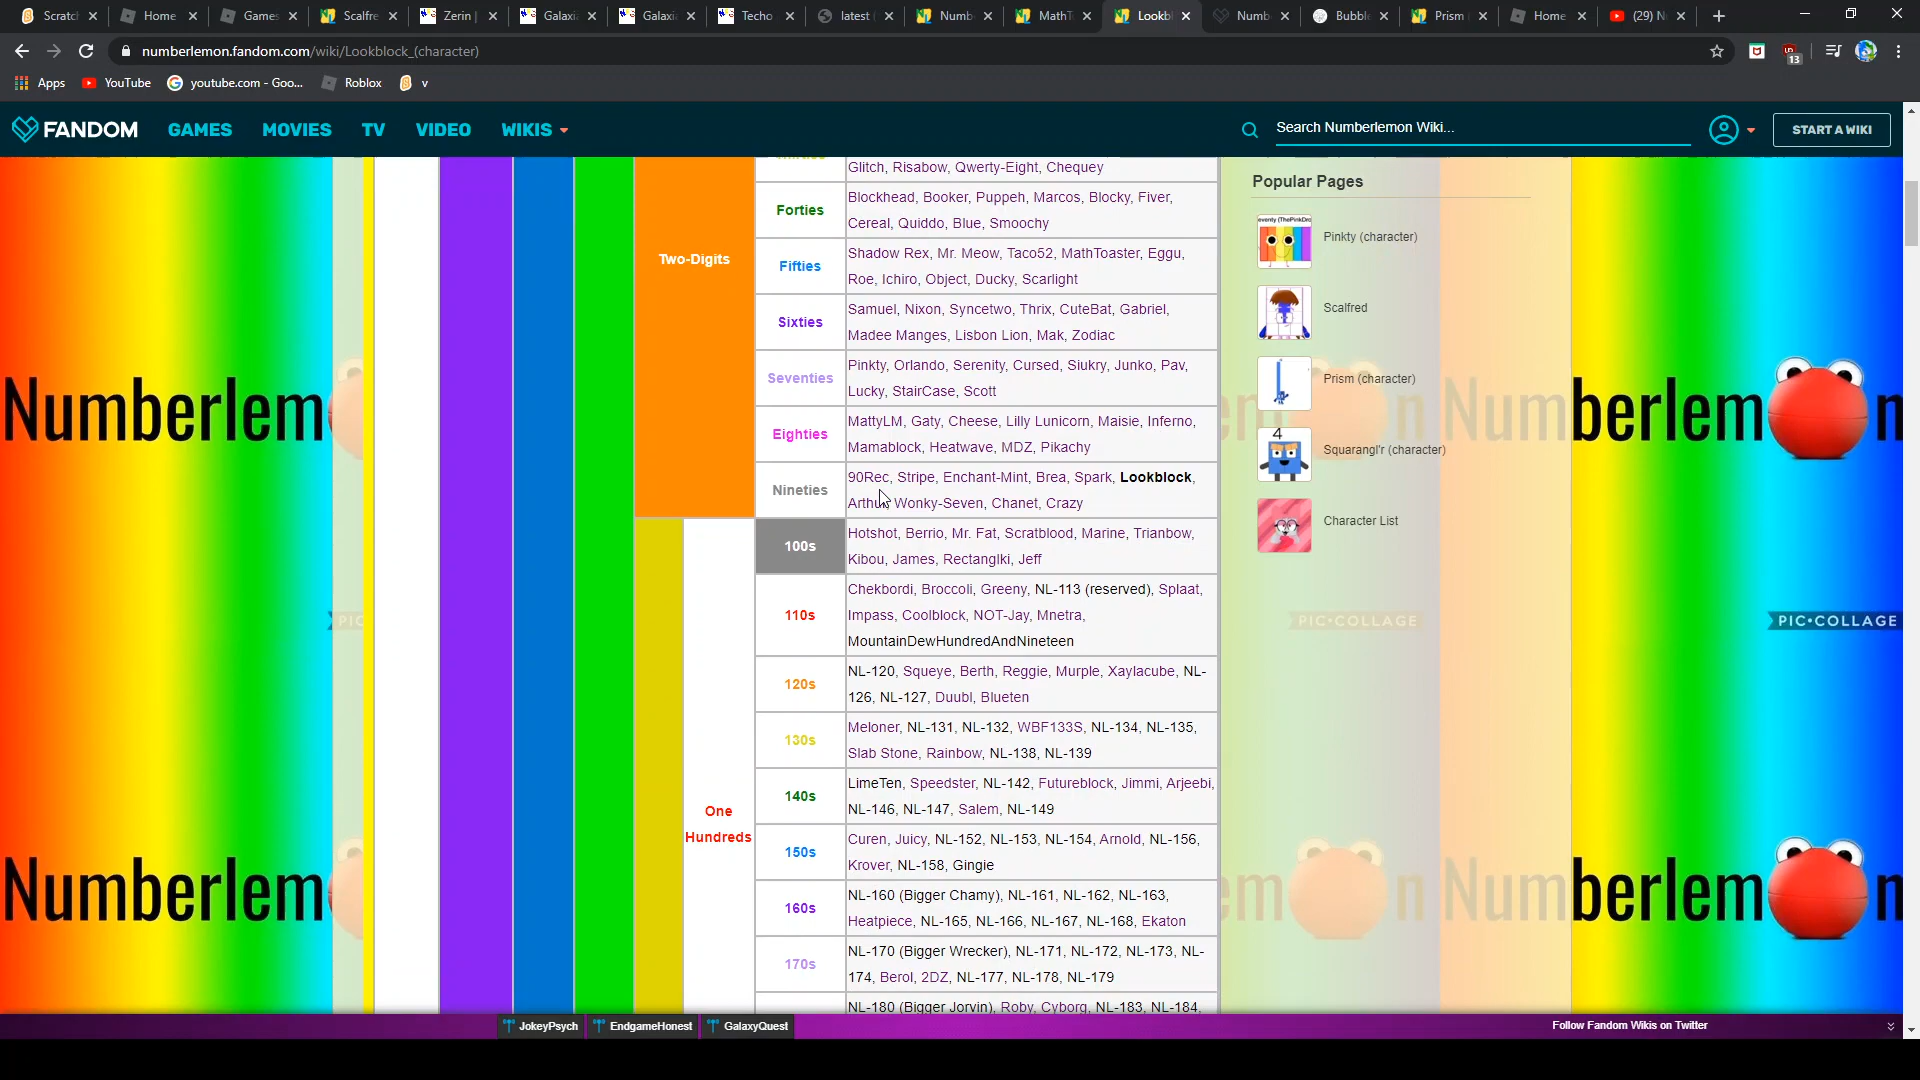 Scratch
Home
Games
Scalfre
Zerin |
Galaxi
Galaxi
Techo
latest
Numb
MathT
Lookbl
Numb
Bubbl
Prism
Home
(29) N
numberlemon.fandom.com/wiki/Lookblock_(character)
13
Apps
YouTube
youtube.com - Goo...
Roblox
v
FANDOM
GAMES
MOVIES
TV
VIDEO
WIKIS
Search Numberlemon Wiki...
START A WIKI
Glitch, Risabow, Qwerty-Eight, Chequey
Two-Digits
Forties
Blockhead, Booker, Puppeh, Marcos, Blocky, Fiver,
Cereal, Quiddo, Blue, Smoochy
Fifties
Shadow Rex, Mr. Meow, Taco52, MathToaster, Eggu,
Roe, Ichiro, Object, Ducky, Scarlight
Sixties
Samuel, Nixon, Syncetwo, Thrix, CuteBat, Gabriel,
Madee Manges, Lisbon Lion, Mak, Zodiac
Seventies
Pinkty, Orlando, Serenity, Cursed, Siukry, Junko, Pav,
Lucky, StairCase, Scott
Eighties
MattyLM, Gaty, Cheese, Lilly Lunicorn, Maisie, Inferno,
Mamablock, Heatwave, MDZ, Pikachy
Nineties
90Rec, Stripe, Enchant-Mint, Brea, Spark, Lookblock,
Wonky-Seven, Chanet, Crazy
100s
Hotshot, Berrio, Mr. Fat, Scratblood, Marine, Trianbow,
Kibou, James, Rectanglki, Jeff
One
Hundreds
110s
Chekbordi, Broccoli, Greeny, NL-113 (reserved), Splaat,
Impass, Coolblock, NOT-Jay, Mnetra,
MountainDewHundredAndNineteen
120s
NL-120, Squeye, Berth, Reggie, Murple, Xaylacube, NL-
126, NL-127, Duubl, Blueten
130s
Meloner, NL-131, NL-132, WBF133S, NL-134, NL-135,
Slab Stone, Rainbow, NL-138, NL-139
140s
LimeTen, Speedster, NL-142, Futureblock, Jimmi, Arjeebi,
NL-146, NL-147, Salem, NL-149
150s
Curen, Juicy, NL-152, NL-153, NL-154, Arnold, NL-156,
Krover, NL-158, Gingie
160s
NL-160 (Bigger Chamy), NL-161, NL-162, NL-163,
Heatpiece, NL-165, NL-166, NL-167, NL-168, Ekaton
170s
NL-170 (Bigger Wrecker), NL-171, NL-172, NL-173, NL-
174, Berol, 2DZ, NL-177, NL-178, NL-179
NL-180 (Bigger Jorvin), Roby, Cyborg, NL-183, NL-184,
Popular Pages
Pinkty (character)
Scalfred
Prism (character)
4
Squarangl'r (character)
Character List
Numberlem
Numberlem n
PIC•COLLAGE
PIC•COLLAGE
Numberlem
Numberlem n
JokeyPsych
EndgameHonest
GalaxyQuest
Follow Fandom Wikis on Twitter